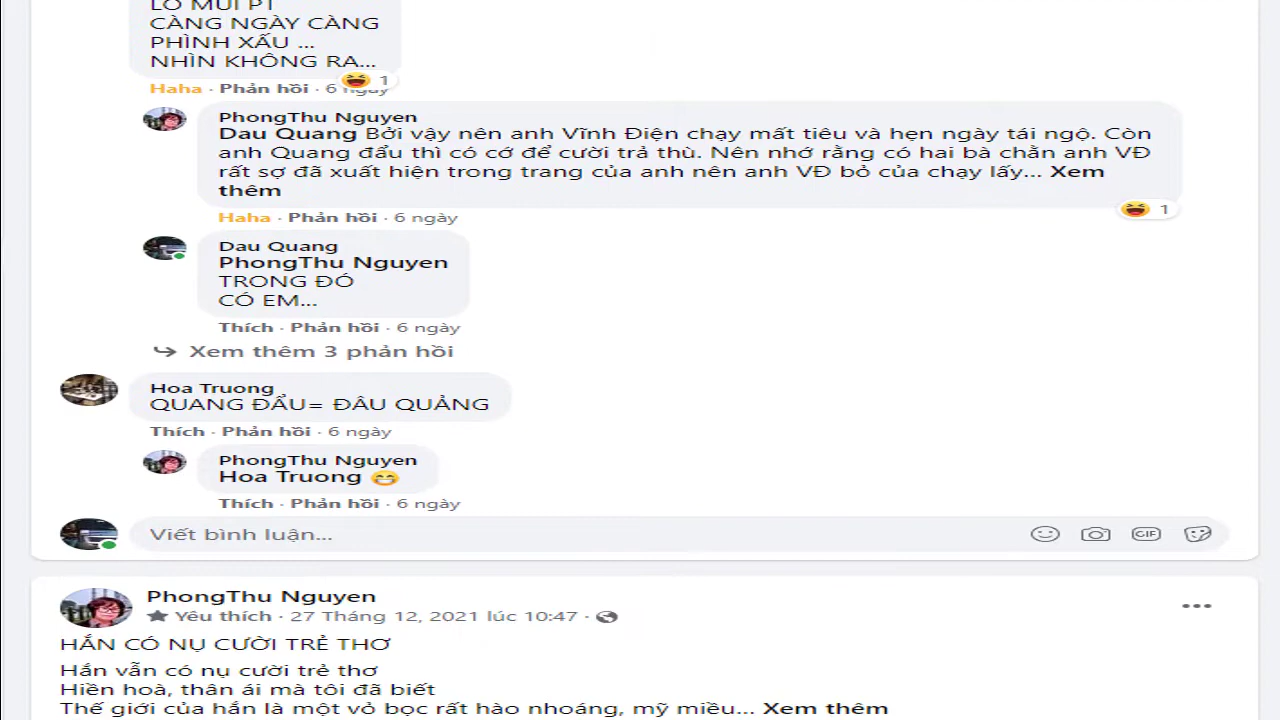 LỖ MŨI PT
CÀNG NGÀY CÀNG
PHÌNH XẤU ...
NHÌN KHÔNG RA...
1
Haha · Phản hồi · 6 ngày
PhongThu Nguyen
Dau Quang Bởi vậy nên anh Vĩnh Điện chạy mất tiêu và hẹn ngày tái ngộ. Còn
anh Quang đẩu thì có cớ để cười trả thù. Nên nhớ rằng có hai bà chằn anh VĐ
rất sợ đã xuất hiện trong trang của anh nên anh VĐ bỏ của chạy lấy... Xem
thêm
1
Haha · Phản hồi · 6 ngày
Dau Quang
PhongThu Nguyen
TRONG ĐÓ
CÓ EM...
Thích · Phản hồi · 6 ngày
Xem thêm 3 phản hồi
Hoa Truong
QUANG ĐẨU= ĐÂU QUẢNG
Thích · Phản hồi · 6 ngày
PhongThu Nguyen
Hoa Truong 😁
Thích · Phản hồi · 6 ngày
Viết bình luận...
GIF
PhongThu Nguyen
Yêu thích · 27 Tháng 12, 2021 lúc 10:47 ·
HẮN CÓ NỤ CƯỜI TRẺ THƠ
Hắn vẫn có nụ cười trẻ thơ
Hiền hoà, thân ái mà tôi đã biết
Thế giới của hắn là một vỏ bọc rất hào nhoáng, mỹ miều... Xem thêm